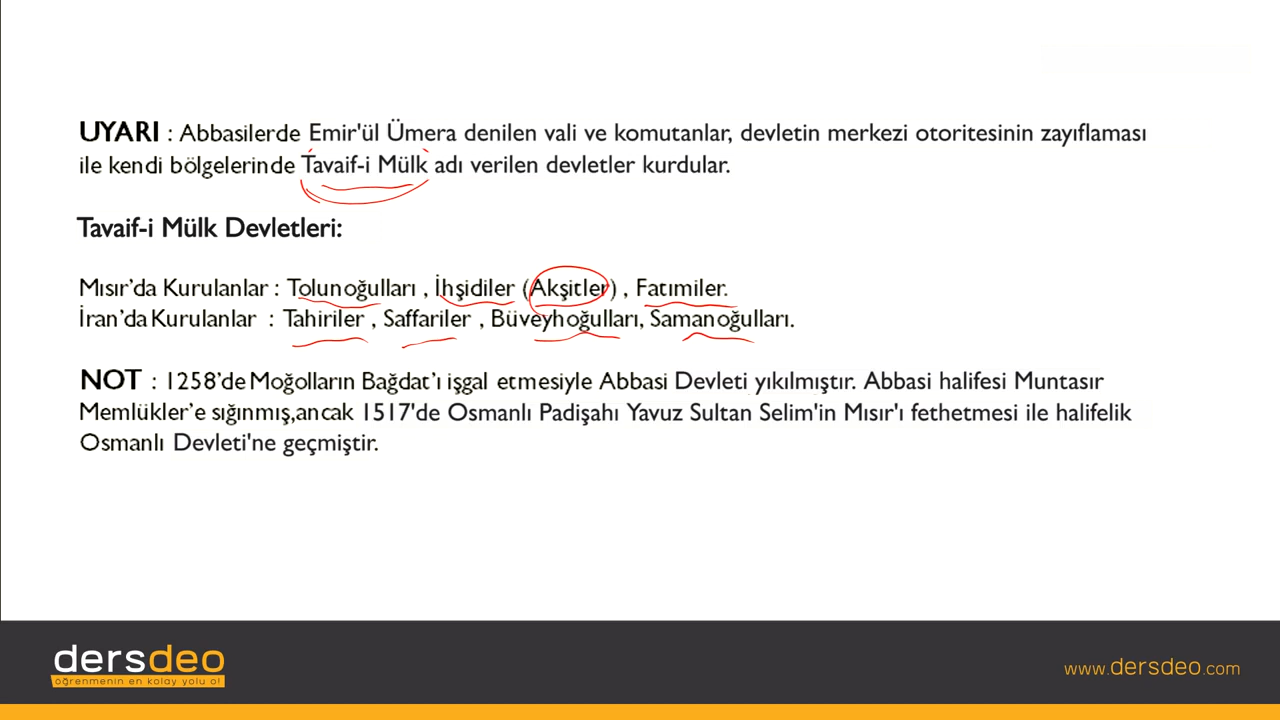 UYARI : Abbasilerde Emir'ül Ümera denilen vali ve komutanlar, devletin merkezi otoritesinin zayıflaması
ile kendi bölgelerinde Tavaif-i Mülk adı verilen devletler kurdular.
Tavaif-i Mülk Devletleri:
Mısır'da Kurulanlar : Tolunoğulları , İhşidiler (Akşitler) , Fatımiler.
İran'da Kurulanlar : Tahiriler , Saffariler , Büveyhoğulları, Samanoğulları.
NOT : 1258'de Moğolların Bağdat'ı işgal etmesiyle Abbasi Devleti yıkılmıştır. Abbasi halifesi Muntasır
Memlükler'e sığınmış,ancak 1517'de Osmanlı Padişahı Yavuz Sultan Selim'in Mısır'ı fethetmesi ile halifelik
Osmanlı Devleti'ne geçmiştir.
dersdeo
öğrenmenin en kolay yolu o!
www.dersdeo.com